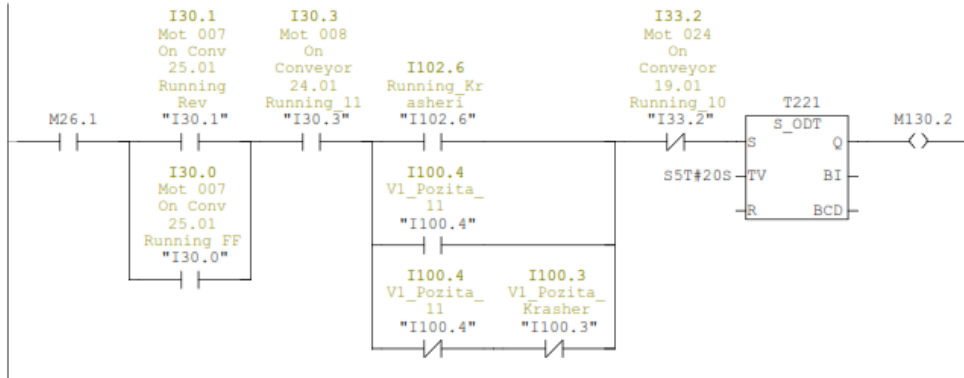 I30.1
Mot 007
On Conv
25.01
Running
Rev
"I30.1"
I30.3
Mot 008
On
Conveyor
24.01
Running_11
"I30.3"
I102.6
Running_Kr
asheri
"I102.6"
I33.2
Mot 024
On
Conveyor
19.01
Running_10
"I33.2"
T221
S_ODT
M26.1
M130.2
S
Q
S5T#20S
TV
BI
R
BCD
I30.0
Mot 007
On Conv
25.01
Running FF
"I30.0"
I100.4
V1_Pozita_
11
"I100.4"
I100.4
V1_Pozita_
11
"I100.4"
I100.3
V1_Pozita_
Krasher
"I100.3"